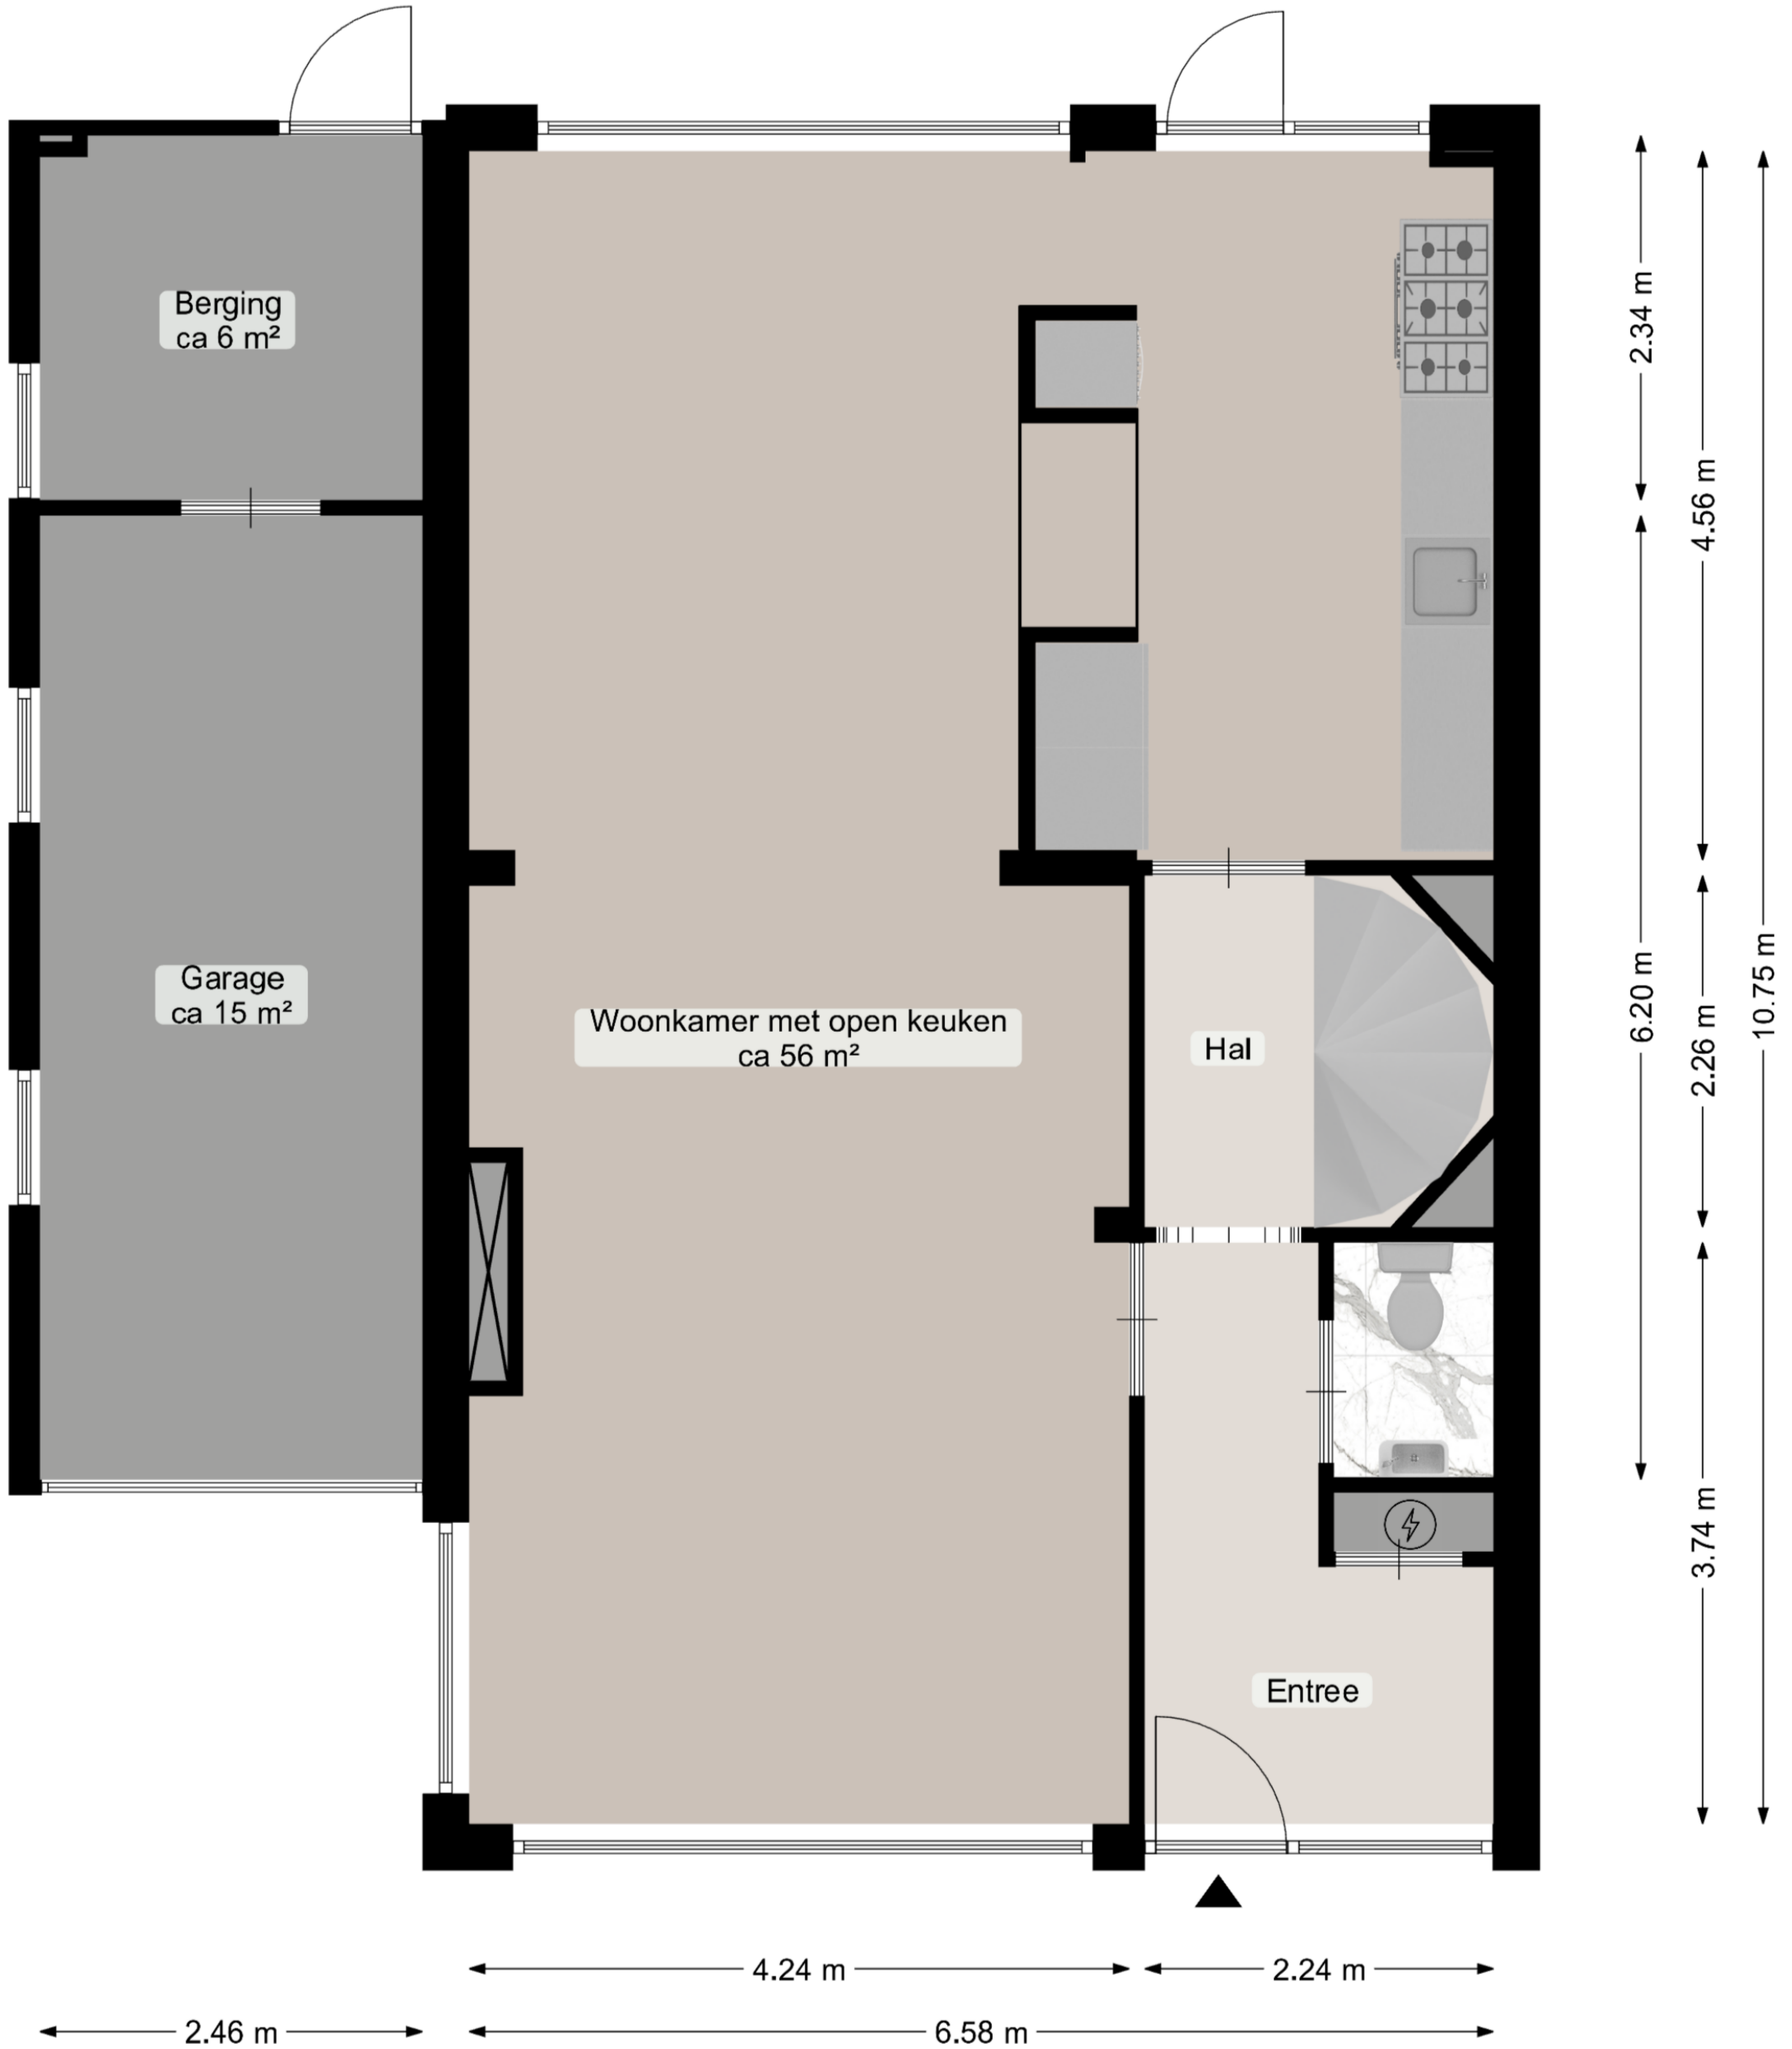 Berging
ca 6 m²
2.34 m
4.56 m
Garage
ca 15 m²
Woonkamer met open keuken
ca 56 m²
Hal
6.20 m
2.26 m
10.75 m
3.74 m
Entree
4.24 m
2.24 m
2.46 m
6.58 m